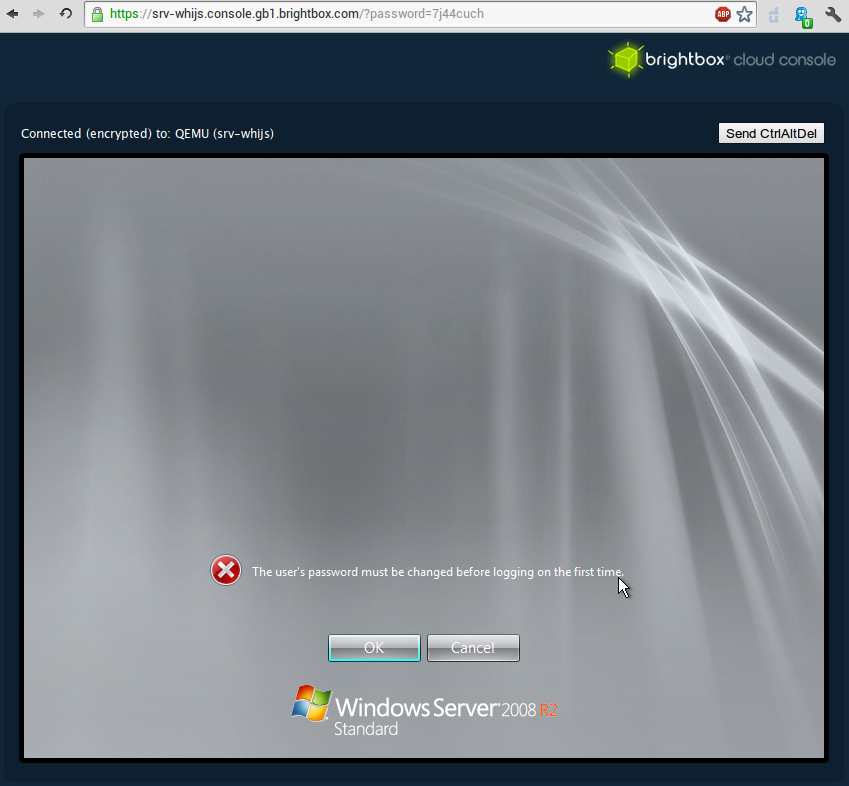 https://srv-whijs.console.gb1.brightbox.com/?password=7j44cuch
ABP
d
0
brightbox® cloud console
Connected (encrypted) to: QEMU (srv-whijs)
Send CtrlAltDel
The user's password must be changed before logging on the first time.
OK
Cancel
Windows Server 2008 R2
Standard